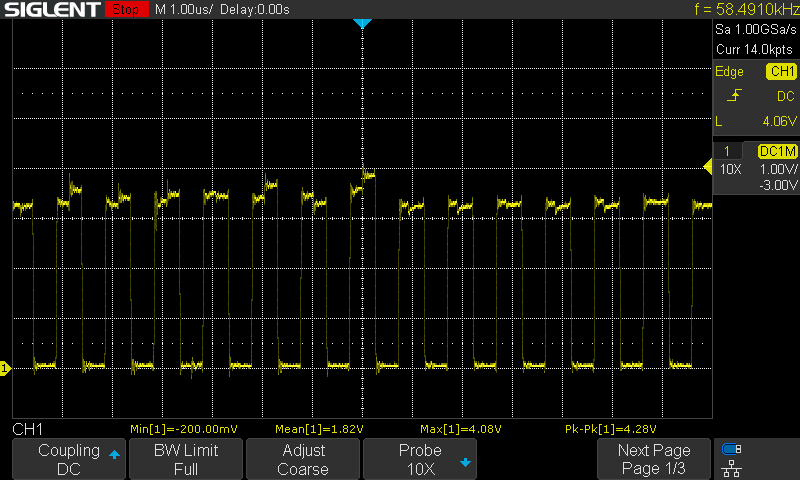 SIGLENT Stop M 1.00us/ Delay:0.00s f = 58.4910kHz
Sa 1.00GSa/s
Curr 14.0kpts
Edge CH1
DC
L 4.06V
1 DC1M
10X 1.00V/
-3.00V
1
CH1 Min[1]=-200.00mV Mean[1]=1.82V Max[1]=4.08V Pk-Pk[1]=4.28V
Coupling BW Limit Adjust Probe Next Page
DC Full Coarse 10X Page 1/3